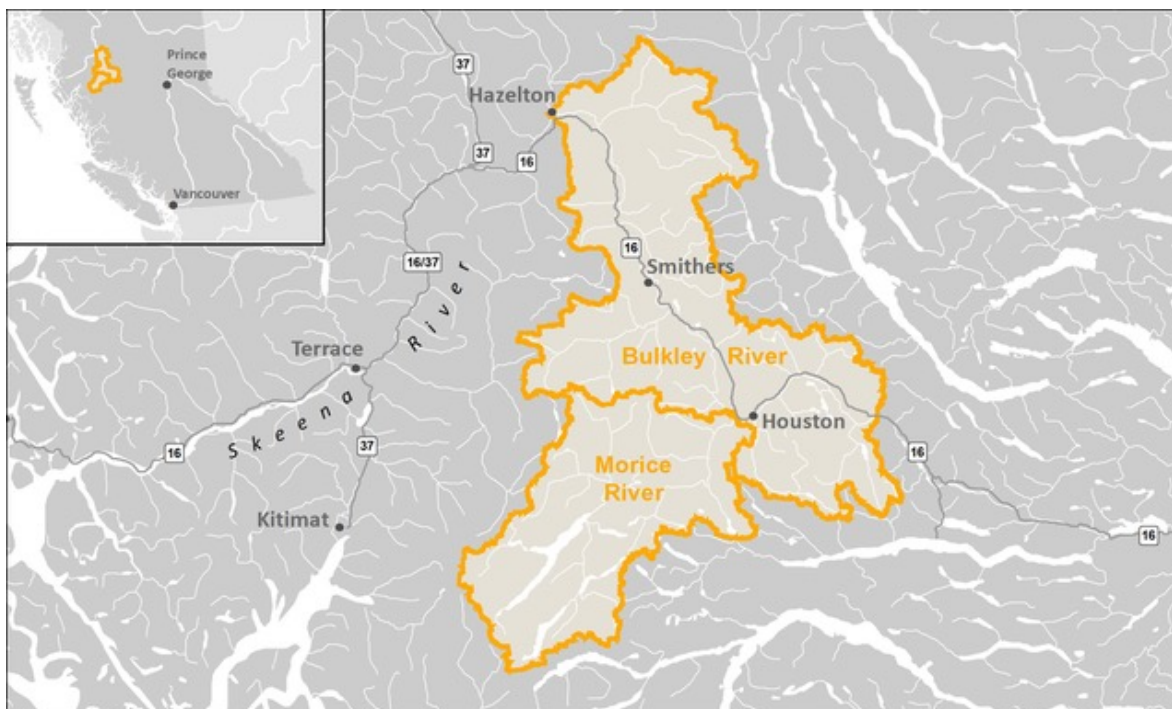 Prince
George
Vancouver
37
Hazelton
37
16
16
16/37
Smithers
Skeena River
Terrace
Bulkley River
Houston
16
37
16
Morice
River
Kitimat
16